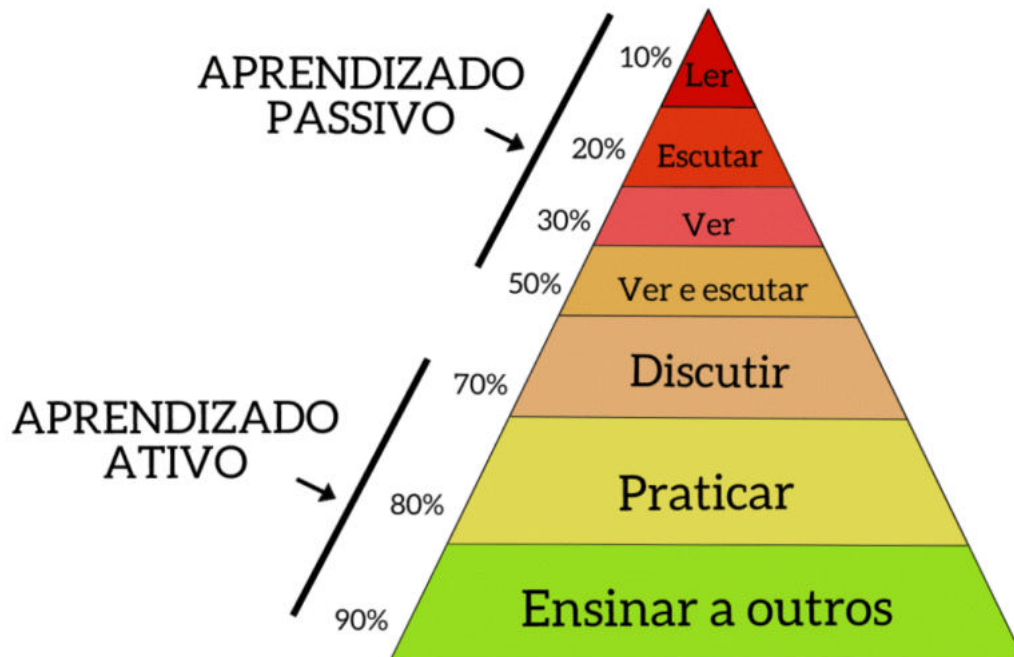 10%
Ler
APRENDIZADO
PASSIVO
20%
Escutar
30%
Ver
50%
Ver e escutar
70%
Discutir
APRENDIZADO
ATIVO
80%
Praticar
90%
Ensinar a outros